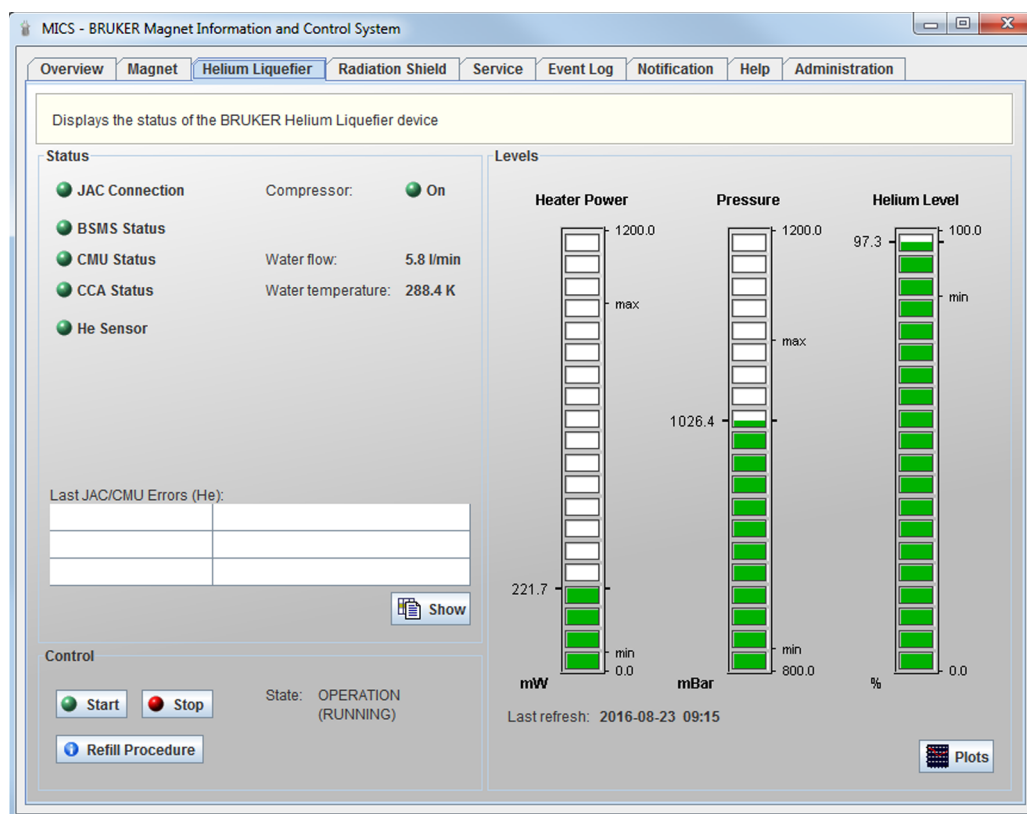 MICS - BRUKER Magnet Information and Control System
Overview Magnet Helium Liquefier Radiation Shield Service Event Log Notification Help Administration
Displays the status of the BRUKER Helium Liquefier device
Status
JAC Connection Compressor: On
BSMS Status
CMU Status Water flow: 5.8 l/min
CCA Status Water temperature: 288.4 K
He Sensor
Last JAC/CMU Errors (He):
Show
Control
Start Stop State: OPERATION
(RUNNING)
Refill Procedure
Levels
Heater Power Pressure Helium Level
1200.0 1200.0 100.0
97.3
min
max
max
1026.4
221.7
min min
0.0 800.0 0.0
mW mBar %
Last refresh: 2016-08-23 09:15
Plots